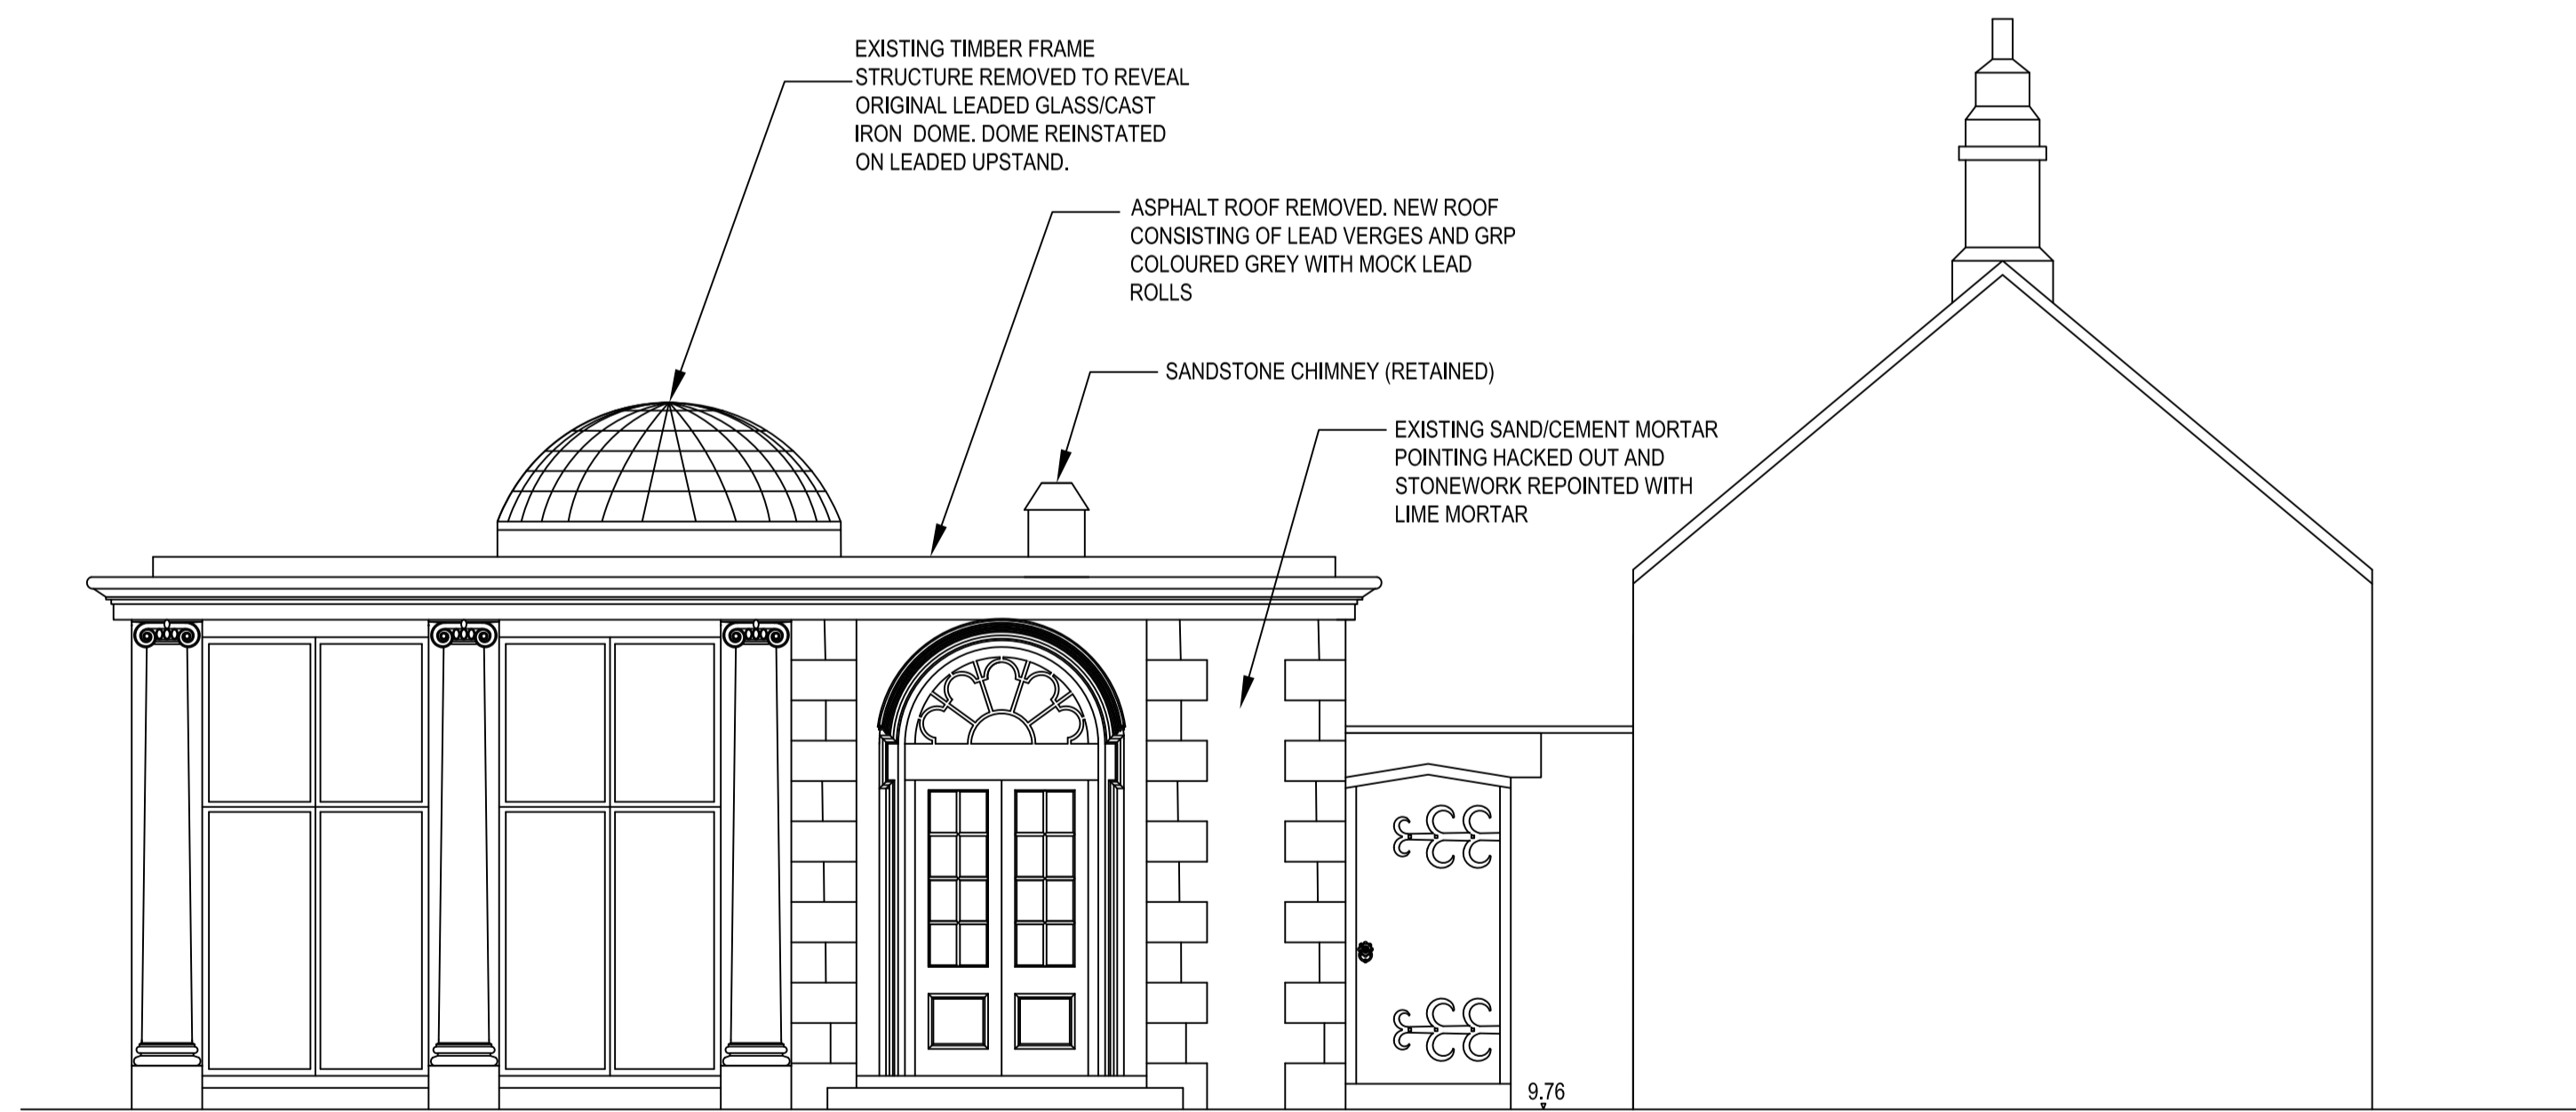 EXISTING TIMBER FRAME
STRUCTURE REMOVED TO REVEAL
ORIGINAL LEADED GLASS/CAST
IRON DOME. DOME REINSTATED
ON LEADED UPSTAND.
ASPHALT ROOF REMOVED. NEW ROOF
CONSISTING OF LEAD VERGES AND GRP
COLOURED GREY WITH MOCK LEAD
ROLLS
SANDSTONE CHIMNEY (RETAINED)
EXISTING SAND/CEMENT MORTAR
POINTING HACKED OUT AND
STONEWORK REPOINTED WITH
LIME MORTAR
9.76